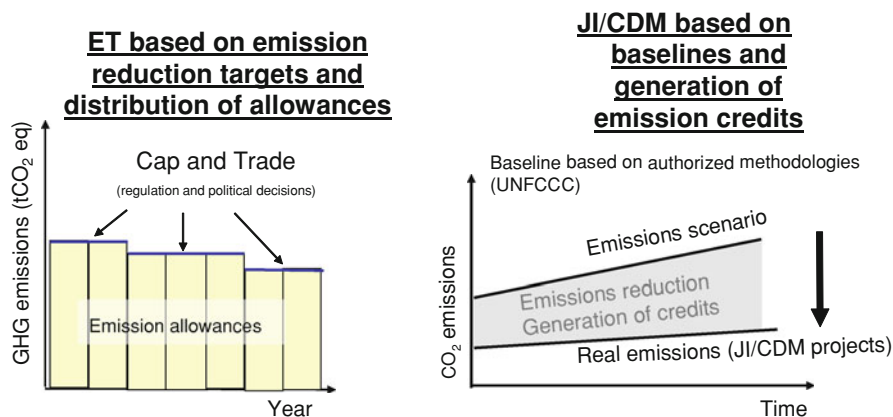 ET based on emission
reduction targets and
distribution of allowances
GHG emissions (tCO₂ eq)
Cap and Trade
(regulation and political decisions)
Emission allowances
Year
JI/CDM based on
baselines and
generation of
emission credits
Baseline based on authorized methodologies
(UNFCCC)
CO₂ emissions
Emissions scenario
Emissions reduction
Generation of credits
Real emissions (JI/CDM projects)
Time